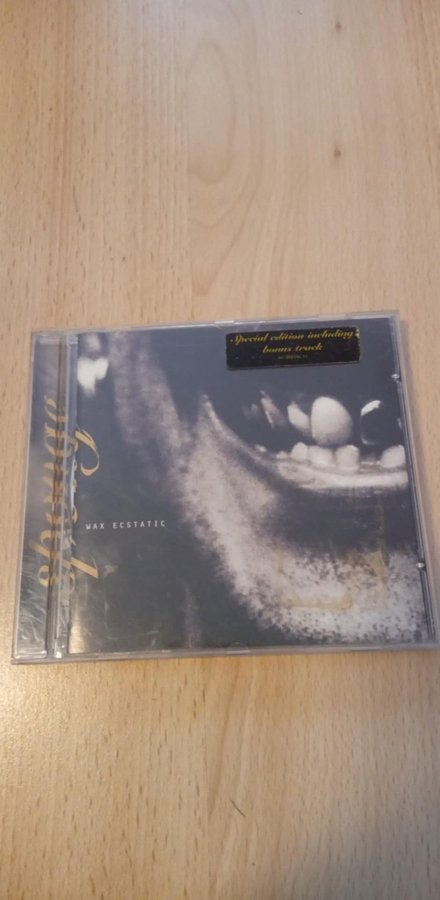 Special edition including
bonus track
sponge
WAX ECSTATIC